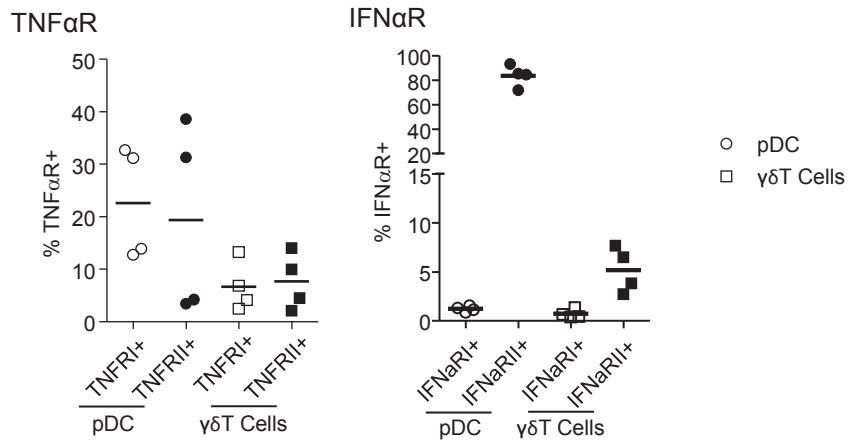 TNFαR
50
40
30
20
10
0
% TNFαR+
TNFRI+
TNFRII+
TNFRI+
TNFRII+
pDC
γδT Cells
IFNαR
100
80
60
40
20
15
10
5
0
% IFNαR+
IFNaRI+
IFNaRII+
IFNaRI+
IFNaRII+
pDC
γδT Cells
pDC
γδT Cells